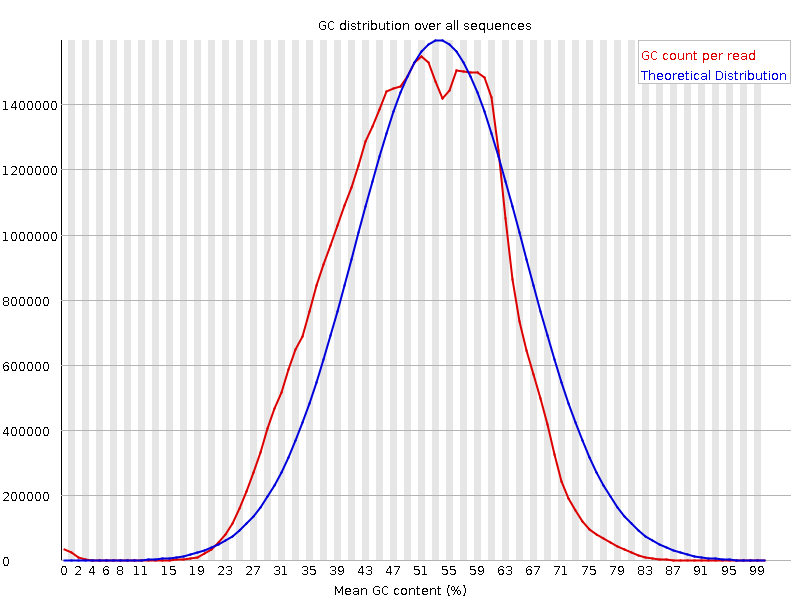 GC distribution over all sequences
GC count per read
Theoretical Distribution
1400000
1200000
1000000
800000
600000
400000
200000
0
0 2 4 6 8 11 15 19 23 27 31 35 39 43 47 51 55 59 63 67 71 75 79 83 87 91 95 99
Mean GC content (%)